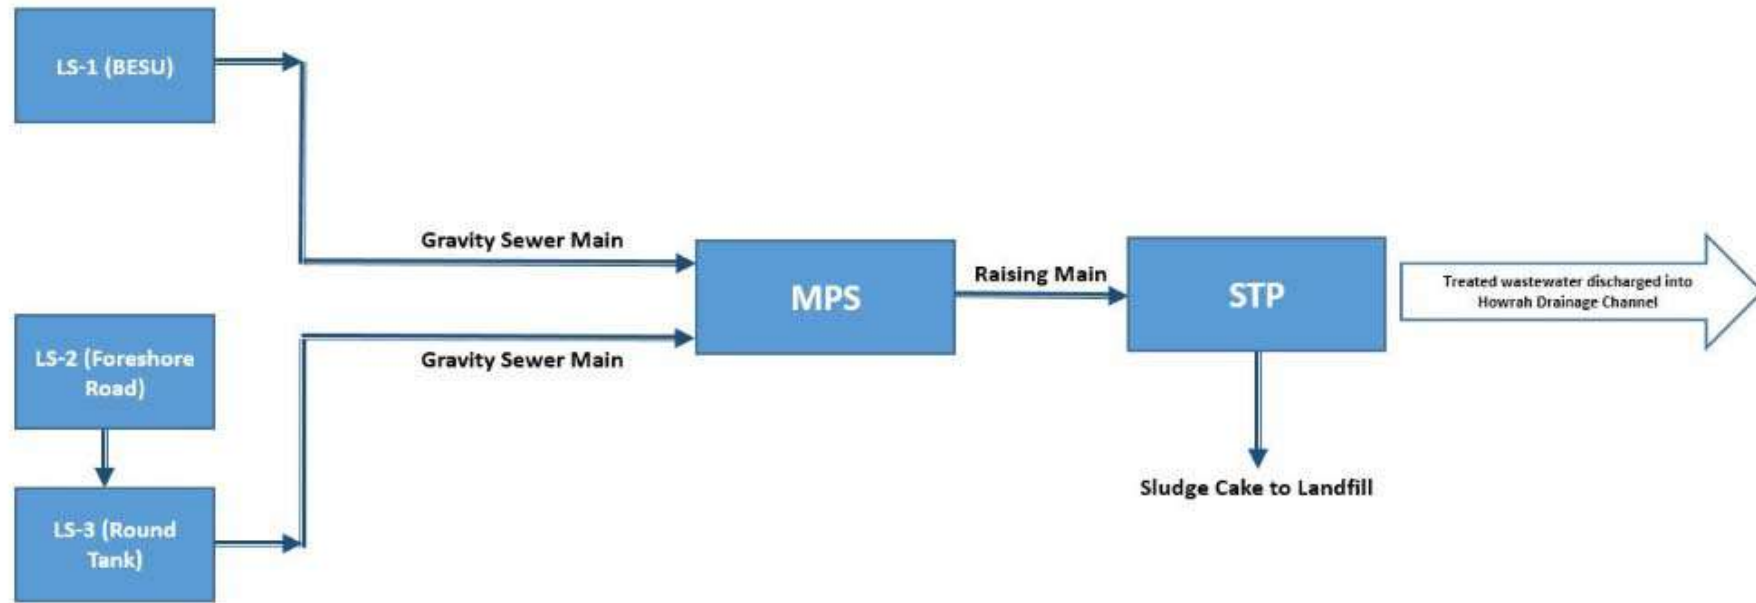 LS-1 (BESU)
Gravity Sewer Main
MPS
Raising Main
STP
Treated wastewater discharged into
Howrah Drainage Channel
LS-2 (Foreshore
Road)
Gravity Sewer Main
LS-3 (Round
Tank)
Sludge Cake to Landfill